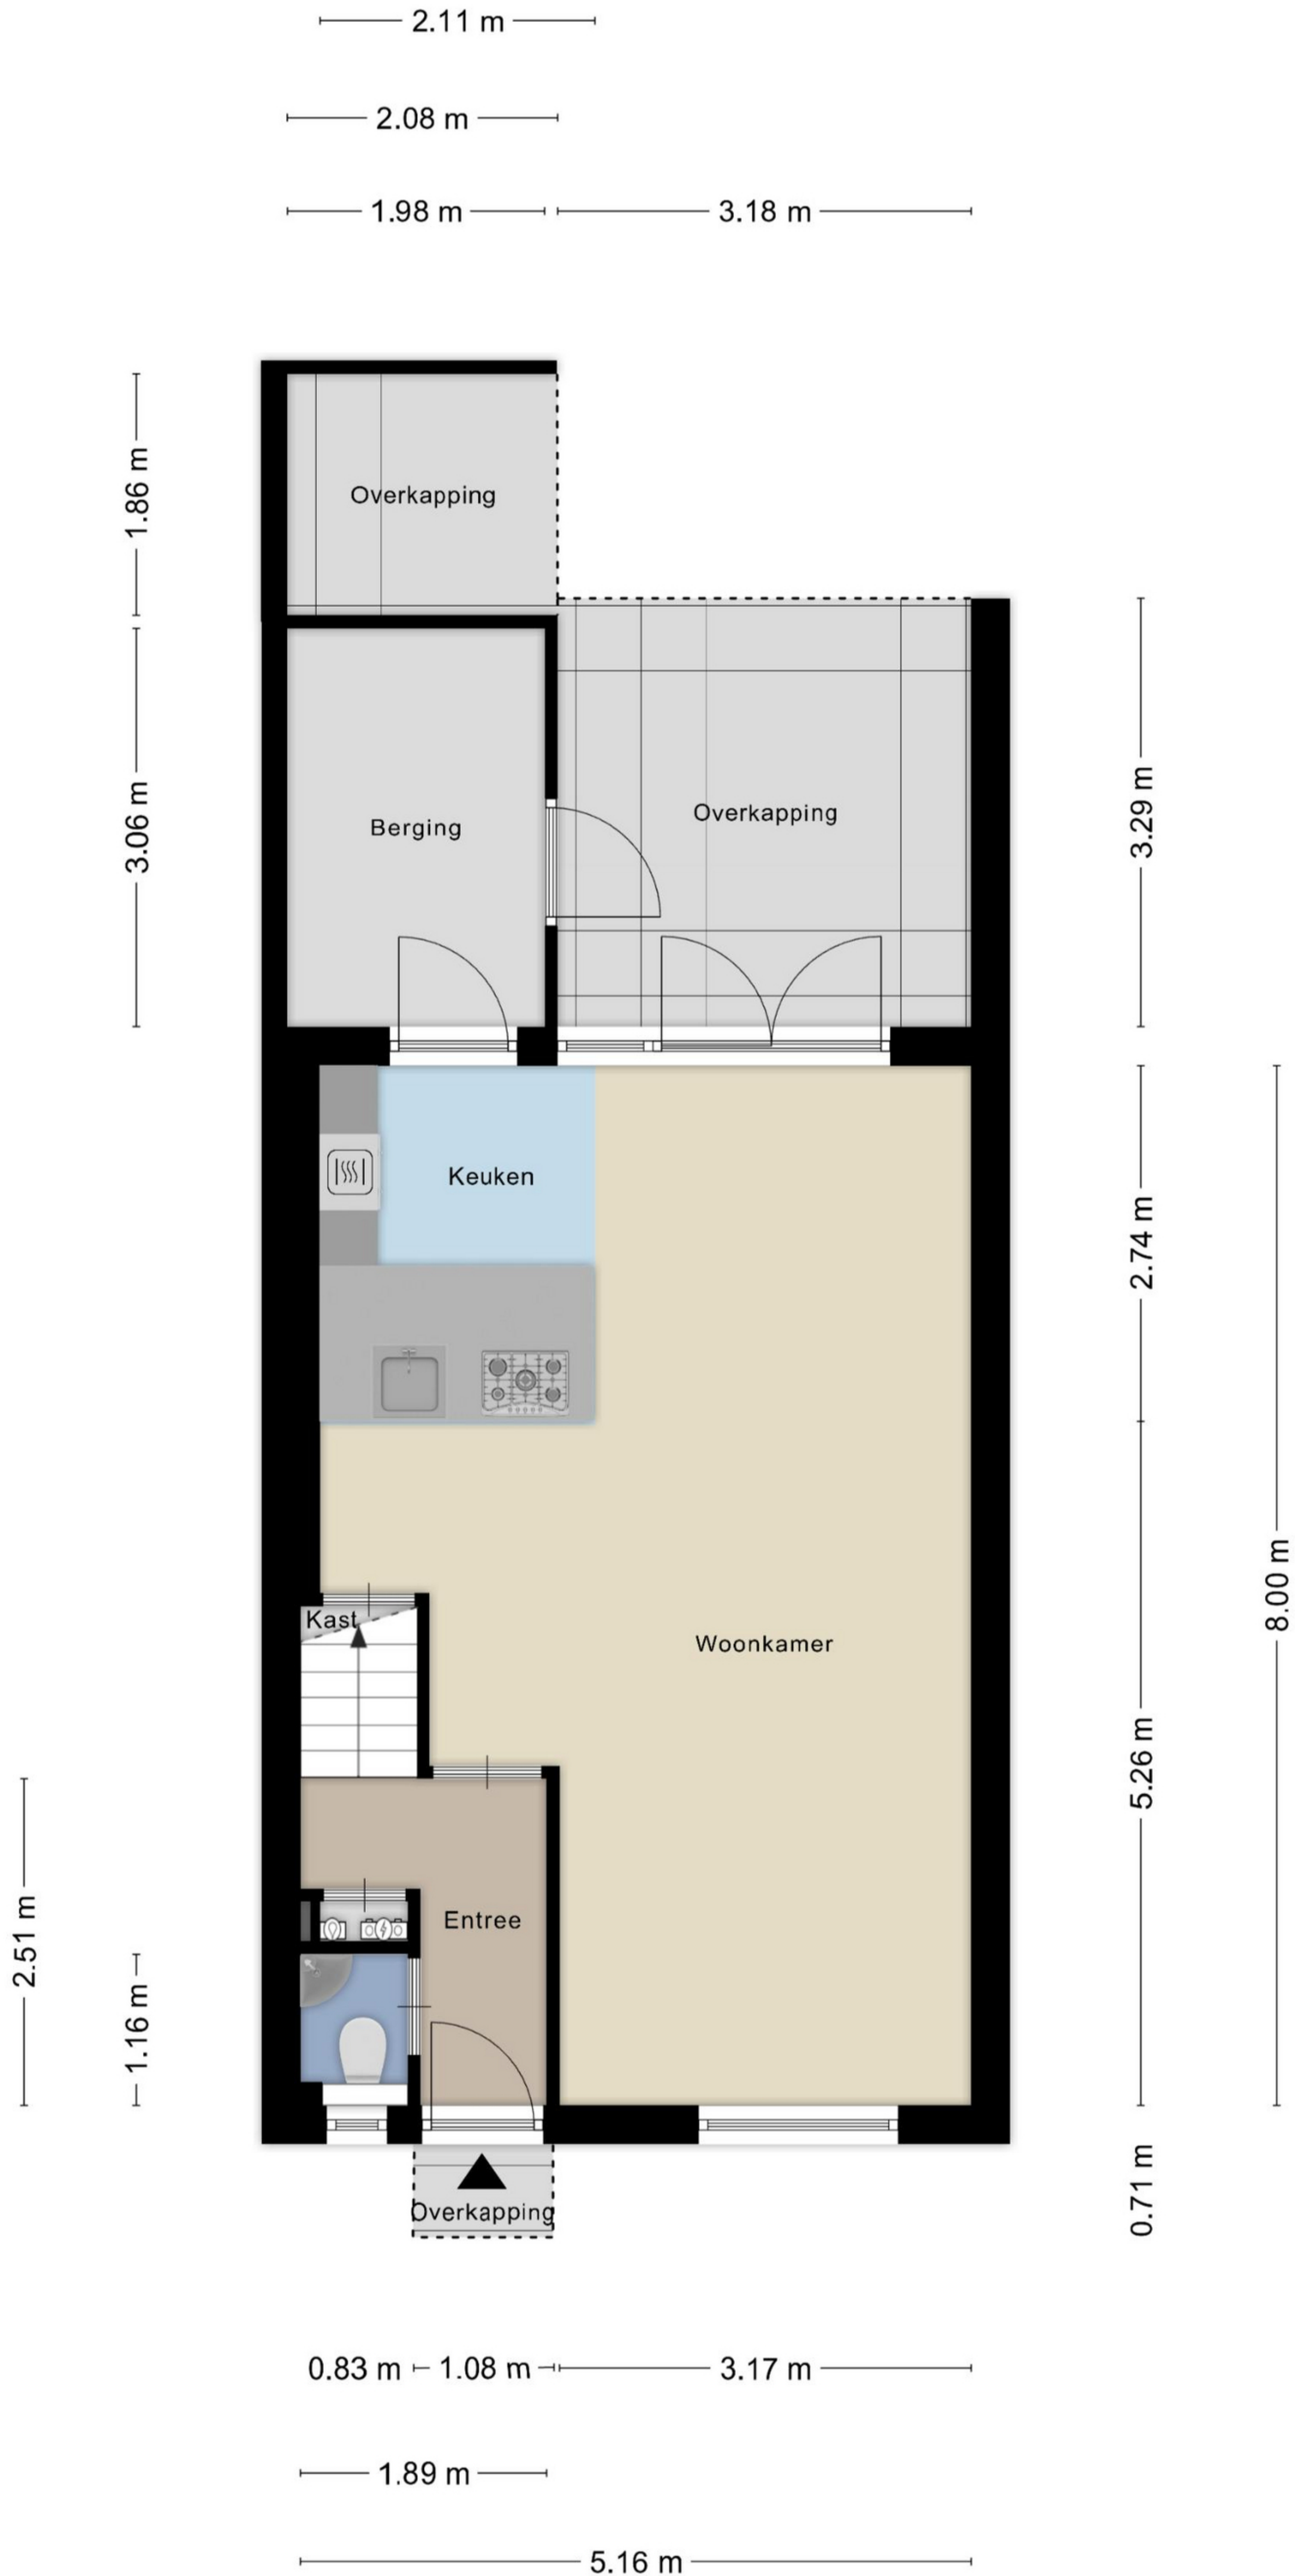 2.11 m
2.08 m
1.98 m
3.18 m
1.86 m
Overkapping
3.06 m
Berging
Overkapping
3.29 m
Keuken
2.74 m
8.00 m
Kast
Woonkamer
5.26 m
2.51 m
Entree
1.16 m
Overkapping
0.71 m
0.83 m
1.08 m
3.17 m
1.89 m
5.16 m